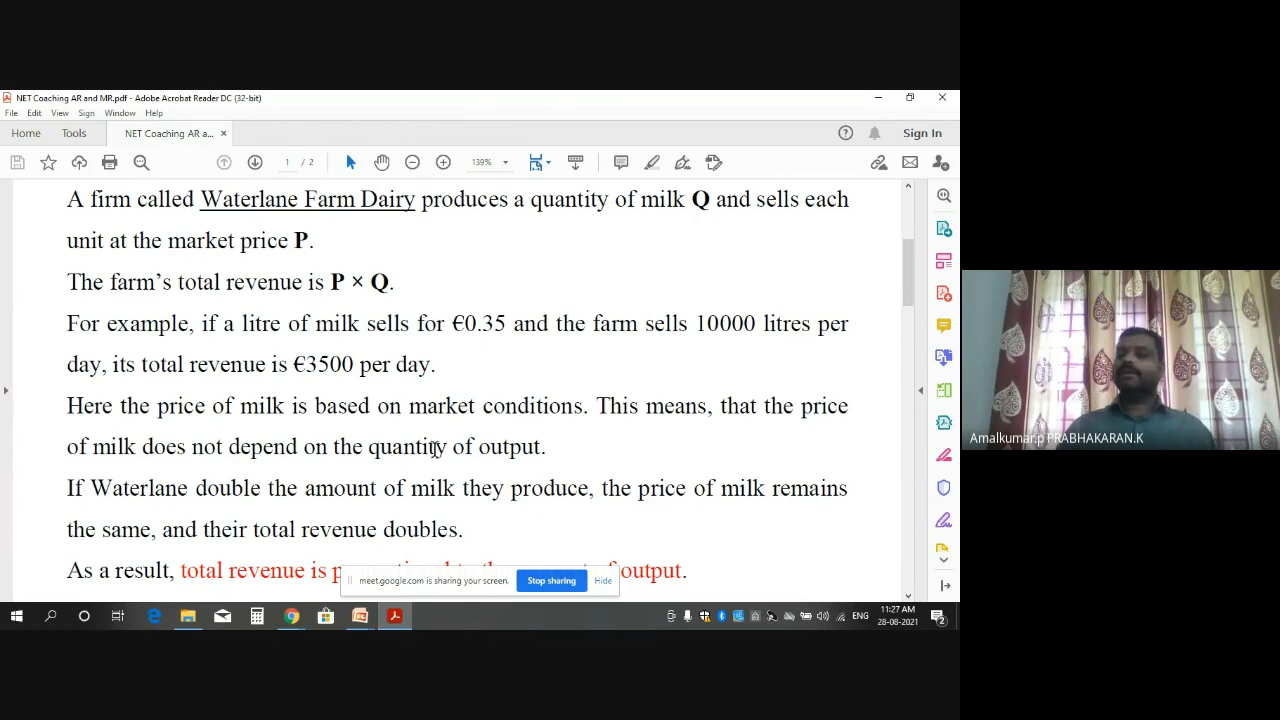 NET Coaching AR and MR.pdf - Adobe Acrobat Reader DC (32-bit)
File Edit View Sign Window Help
Home Tools NET Coaching AR a... × Sign In
1 / 2 139%
A firm called Waterlane Farm Dairy produces a quantity of milk Q and sells each
unit at the market price P.
The farm’s total revenue is P × Q.
For example, if a litre of milk sells for €0.35 and the farm sells 10000 litres per
day, its total revenue is €3500 per day.
Here the price of milk is based on market conditions. This means, that the price
of milk does not depend on the quantity of output.
If Waterlane double the amount of milk they produce, the price of milk remains
the same, and their total revenue doubles.
As a result, total revenue is output.
meet.google.com is sharing your screen. Stop sharing Hide
Amalkumar.p PRABHAKARAN.K
ENG 11:27 AM
28-08-2021
2